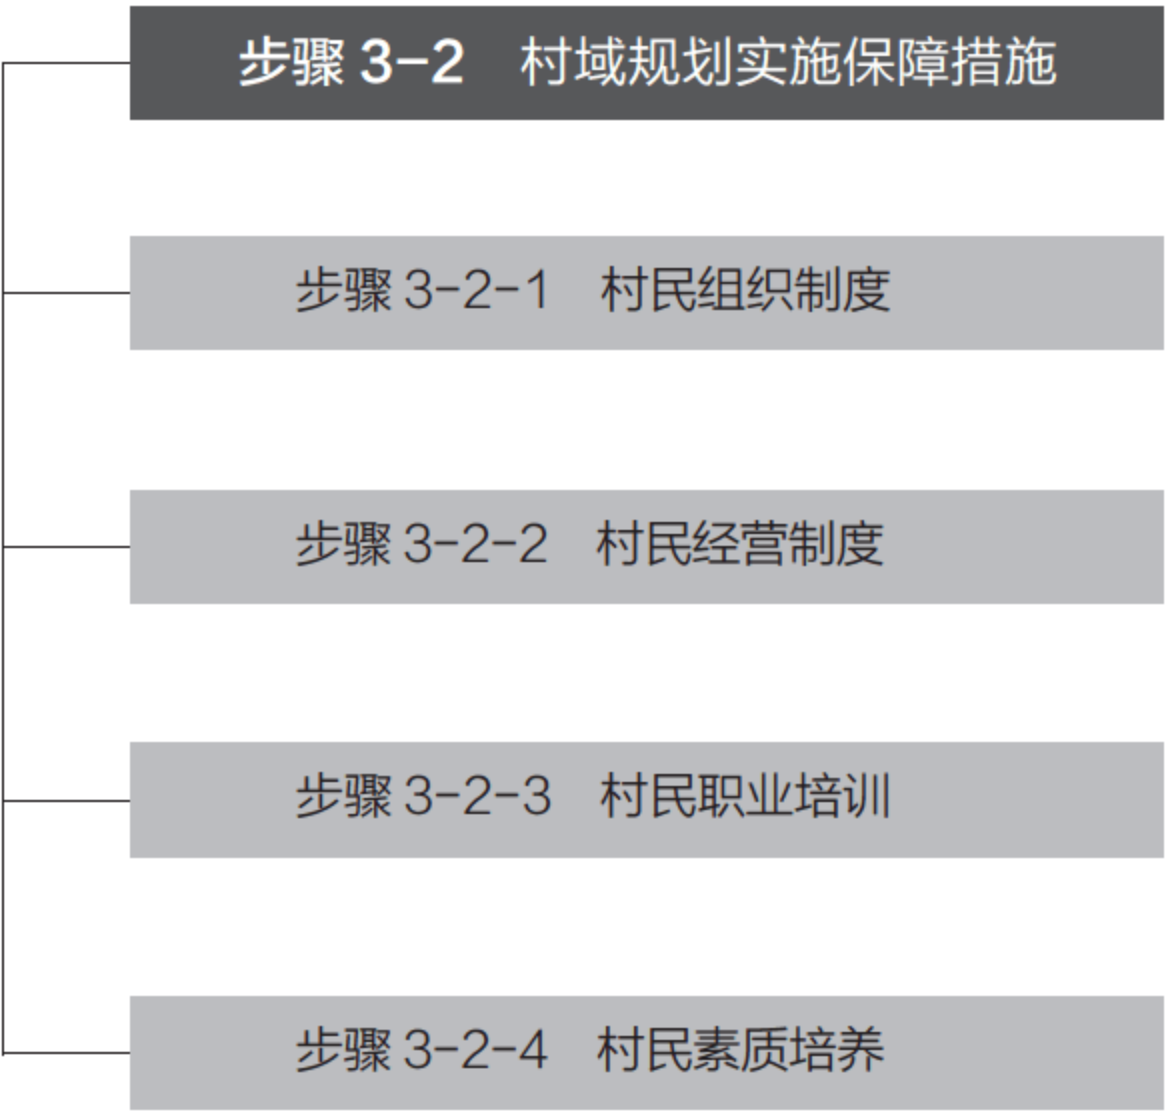 步骤 3-2 村域规划实施保障措施
步骤 3-2-1 村民组织制度
步骤 3-2-2 村民经营制度
步骤 3-2-3 村民职业培训
步骤 3-2-4 村民素质培养